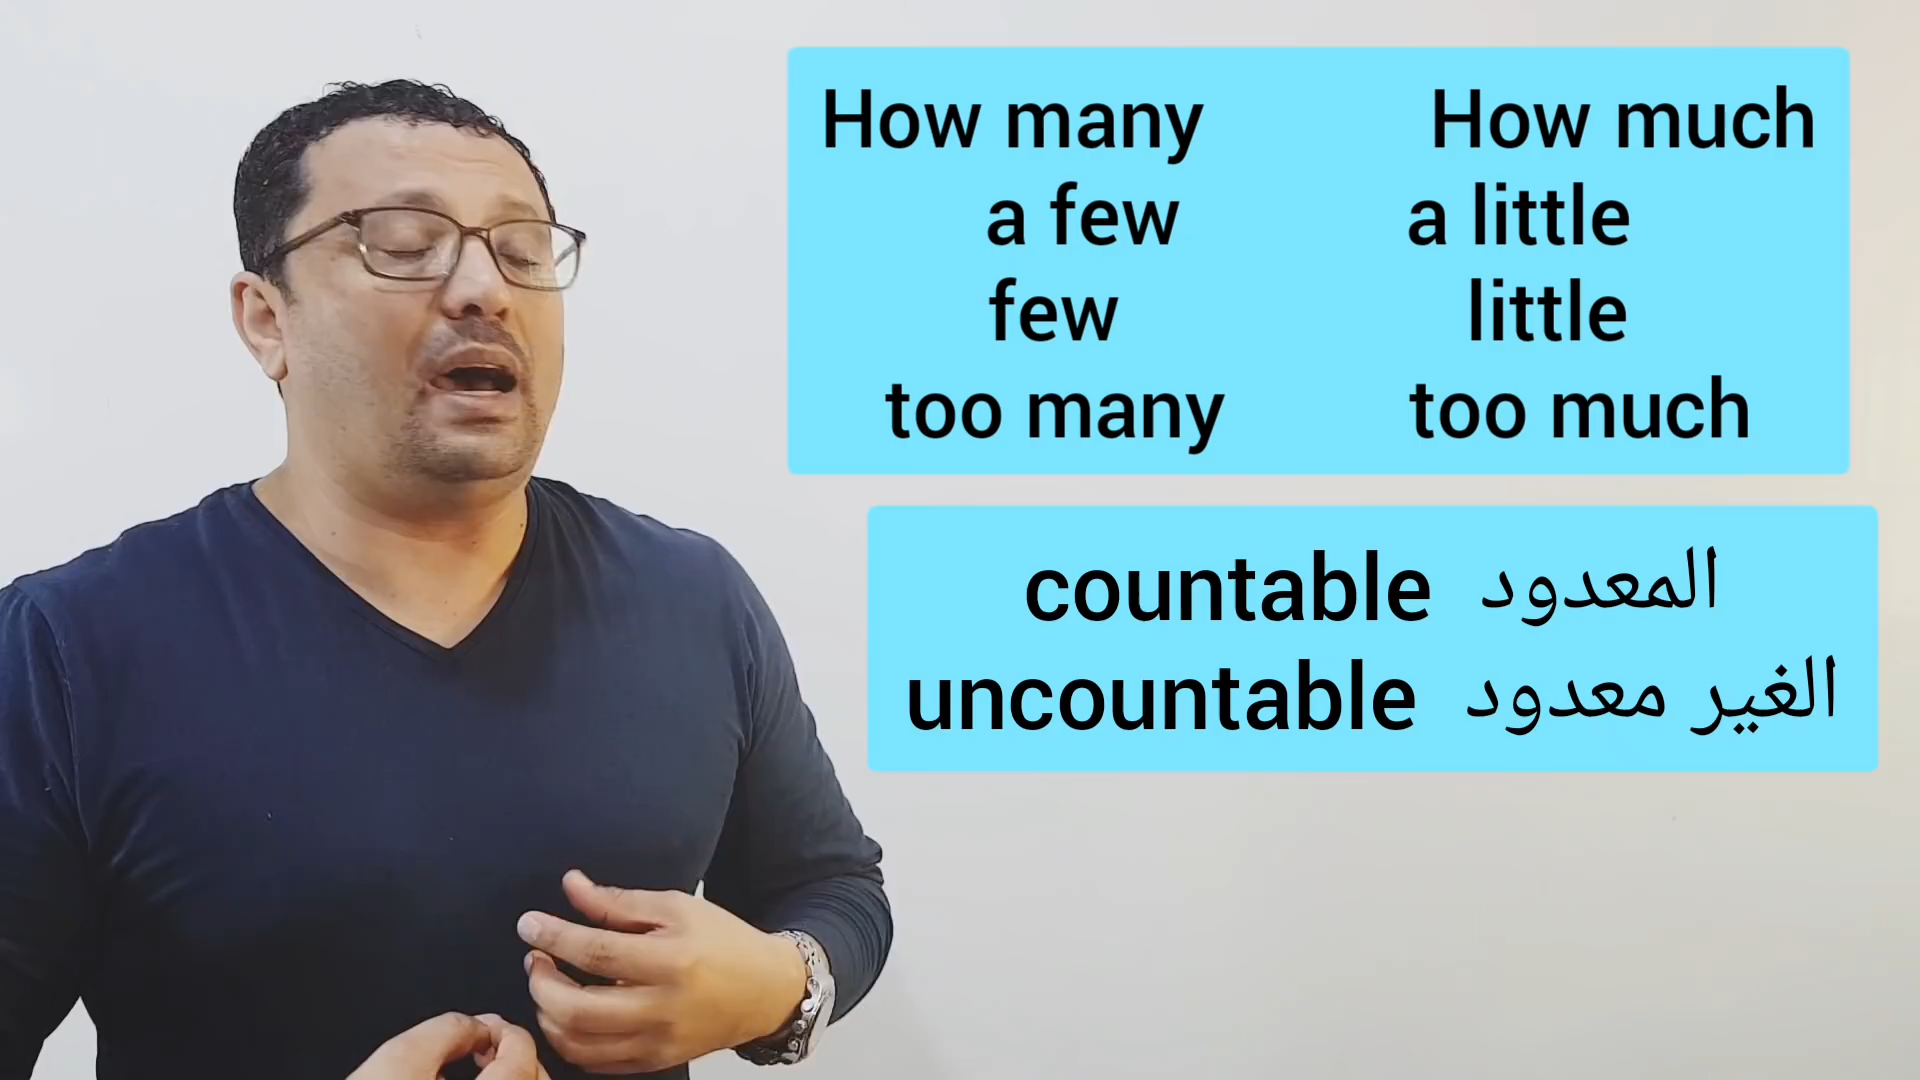 How many How much
a few a little
few little
too many too much
countable المعدود
uncountable الغير معدود